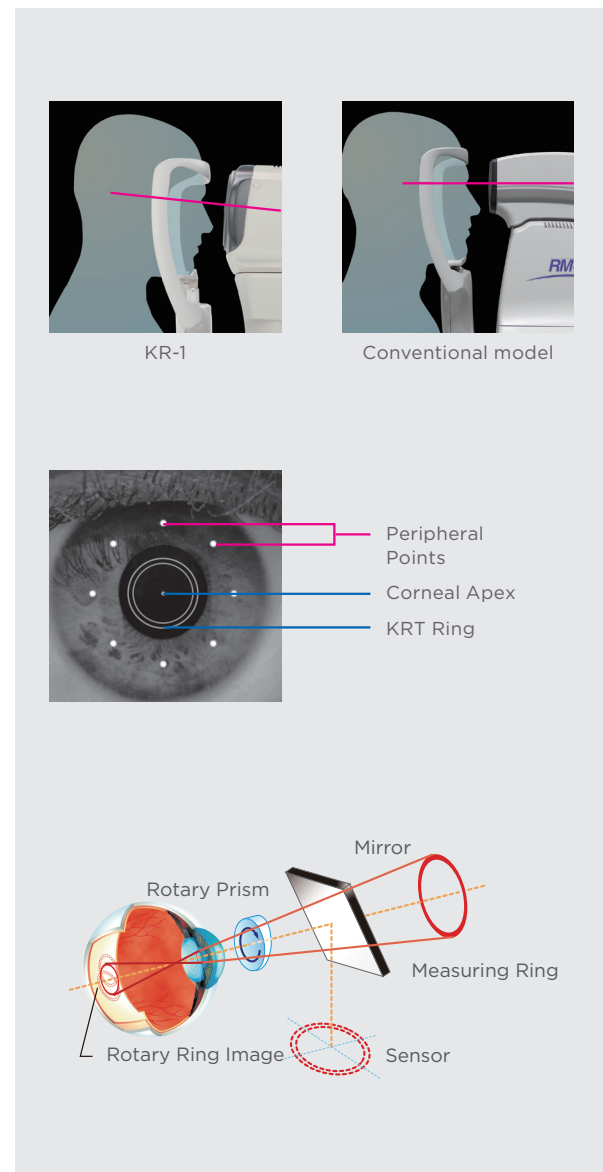 RM
KR-1
Conventional model
Peripheral
Points
Corneal Apex
KRT Ring
Mirror
Rotary Prism
Measuring Ring
Rotary Ring Image
Sensor